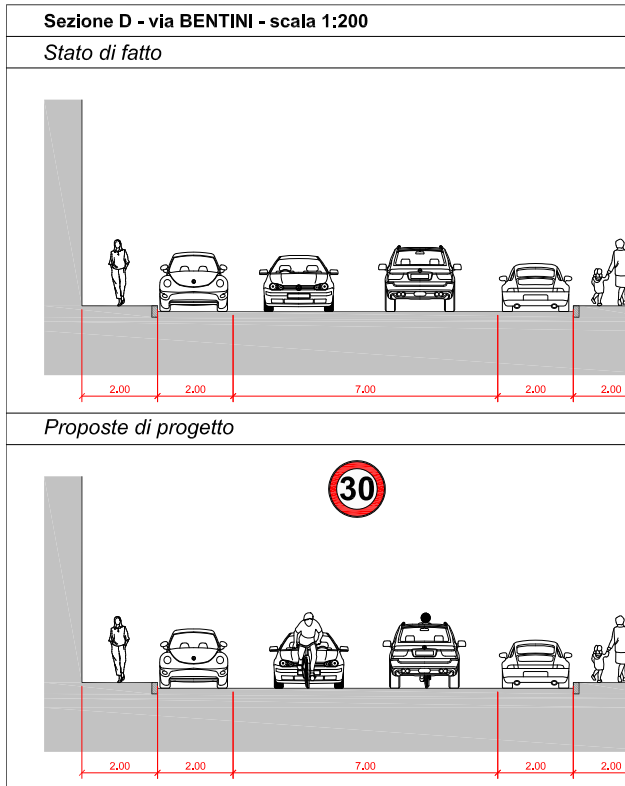 Sezione D - via BENTINI - scala 1:200
Stato di fatto
2.00 2.00 7.00 2.00 2.00
Proposte di progetto
30
2.00 2.00 7.00 2.00 2.00